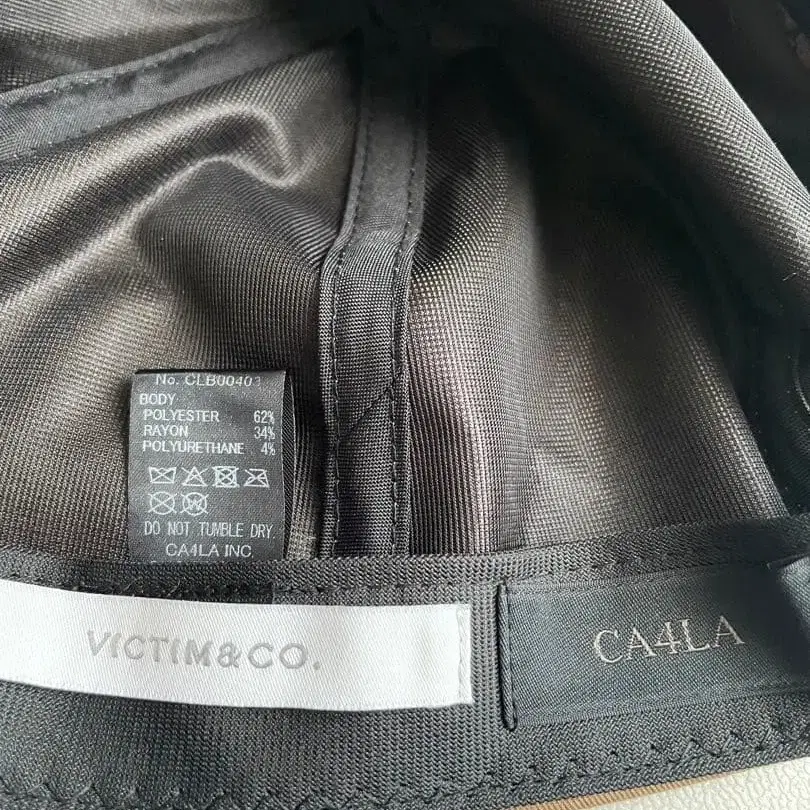 No. CLB00403
BODY
POLYESTER 62%
RAYON 34%
POLYURETHANE 4%
W
DO NOT TUMBLE DRY.
CA4LA INC.
VICTIM&CO.
CA4LA